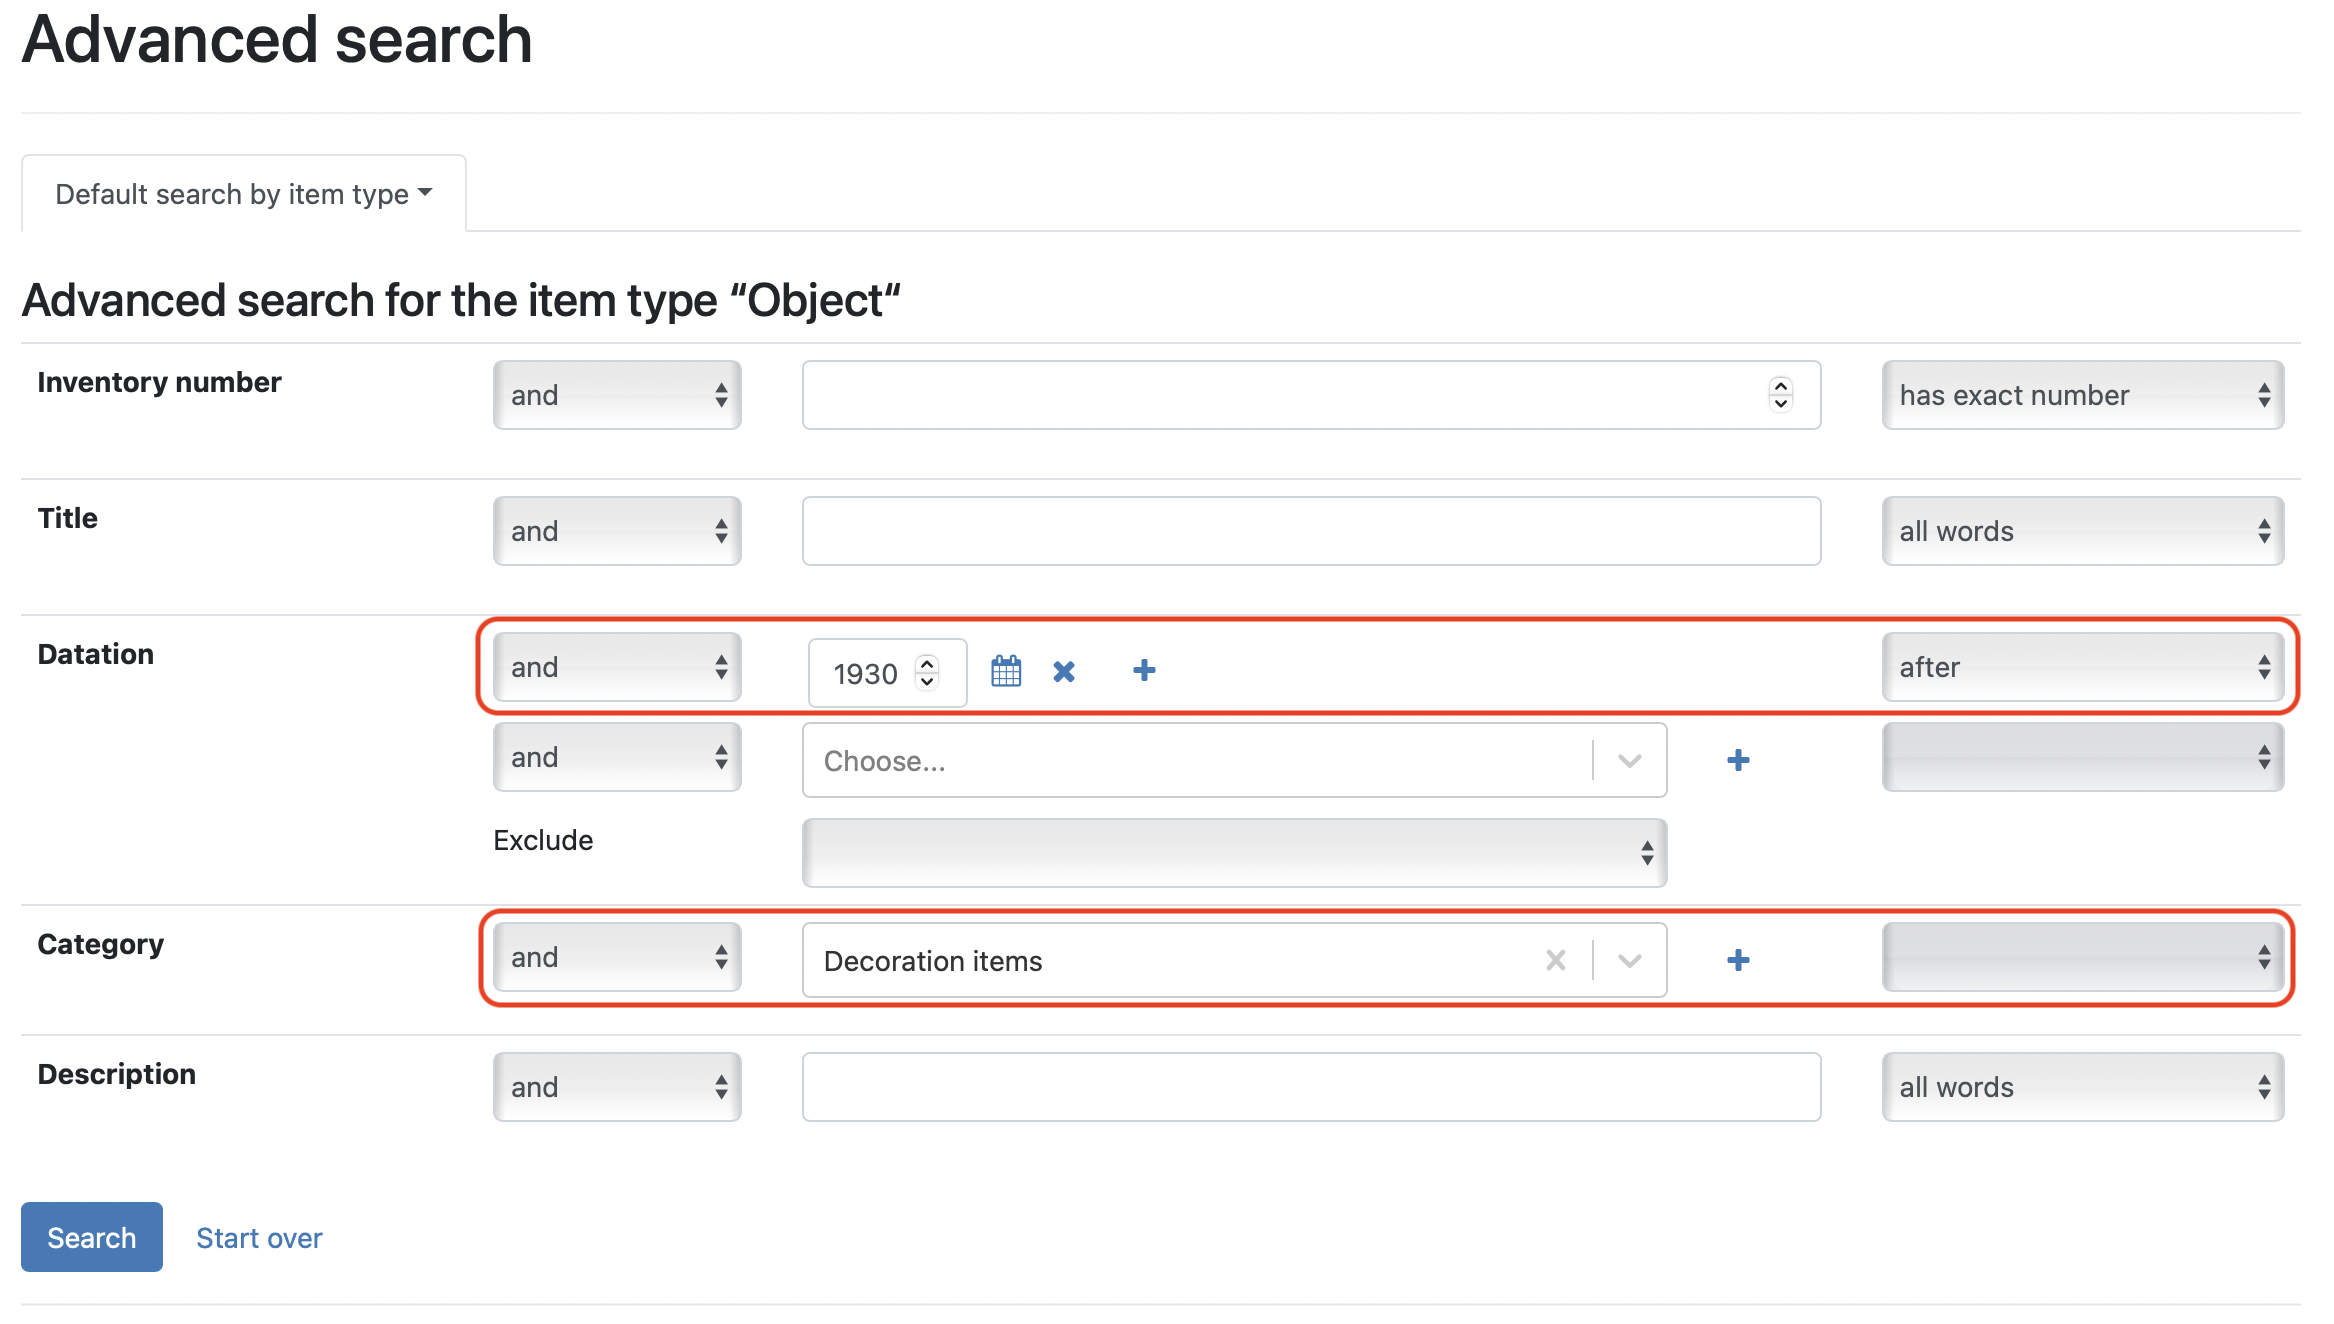 Advanced search
Default search by item type
Advanced search for the item type “Object“
Inventory number and has exact number
Title and all words
Datation and 1930 after
and Choose...
Exclude
Category and Decoration items
Description and all words
Search Start over